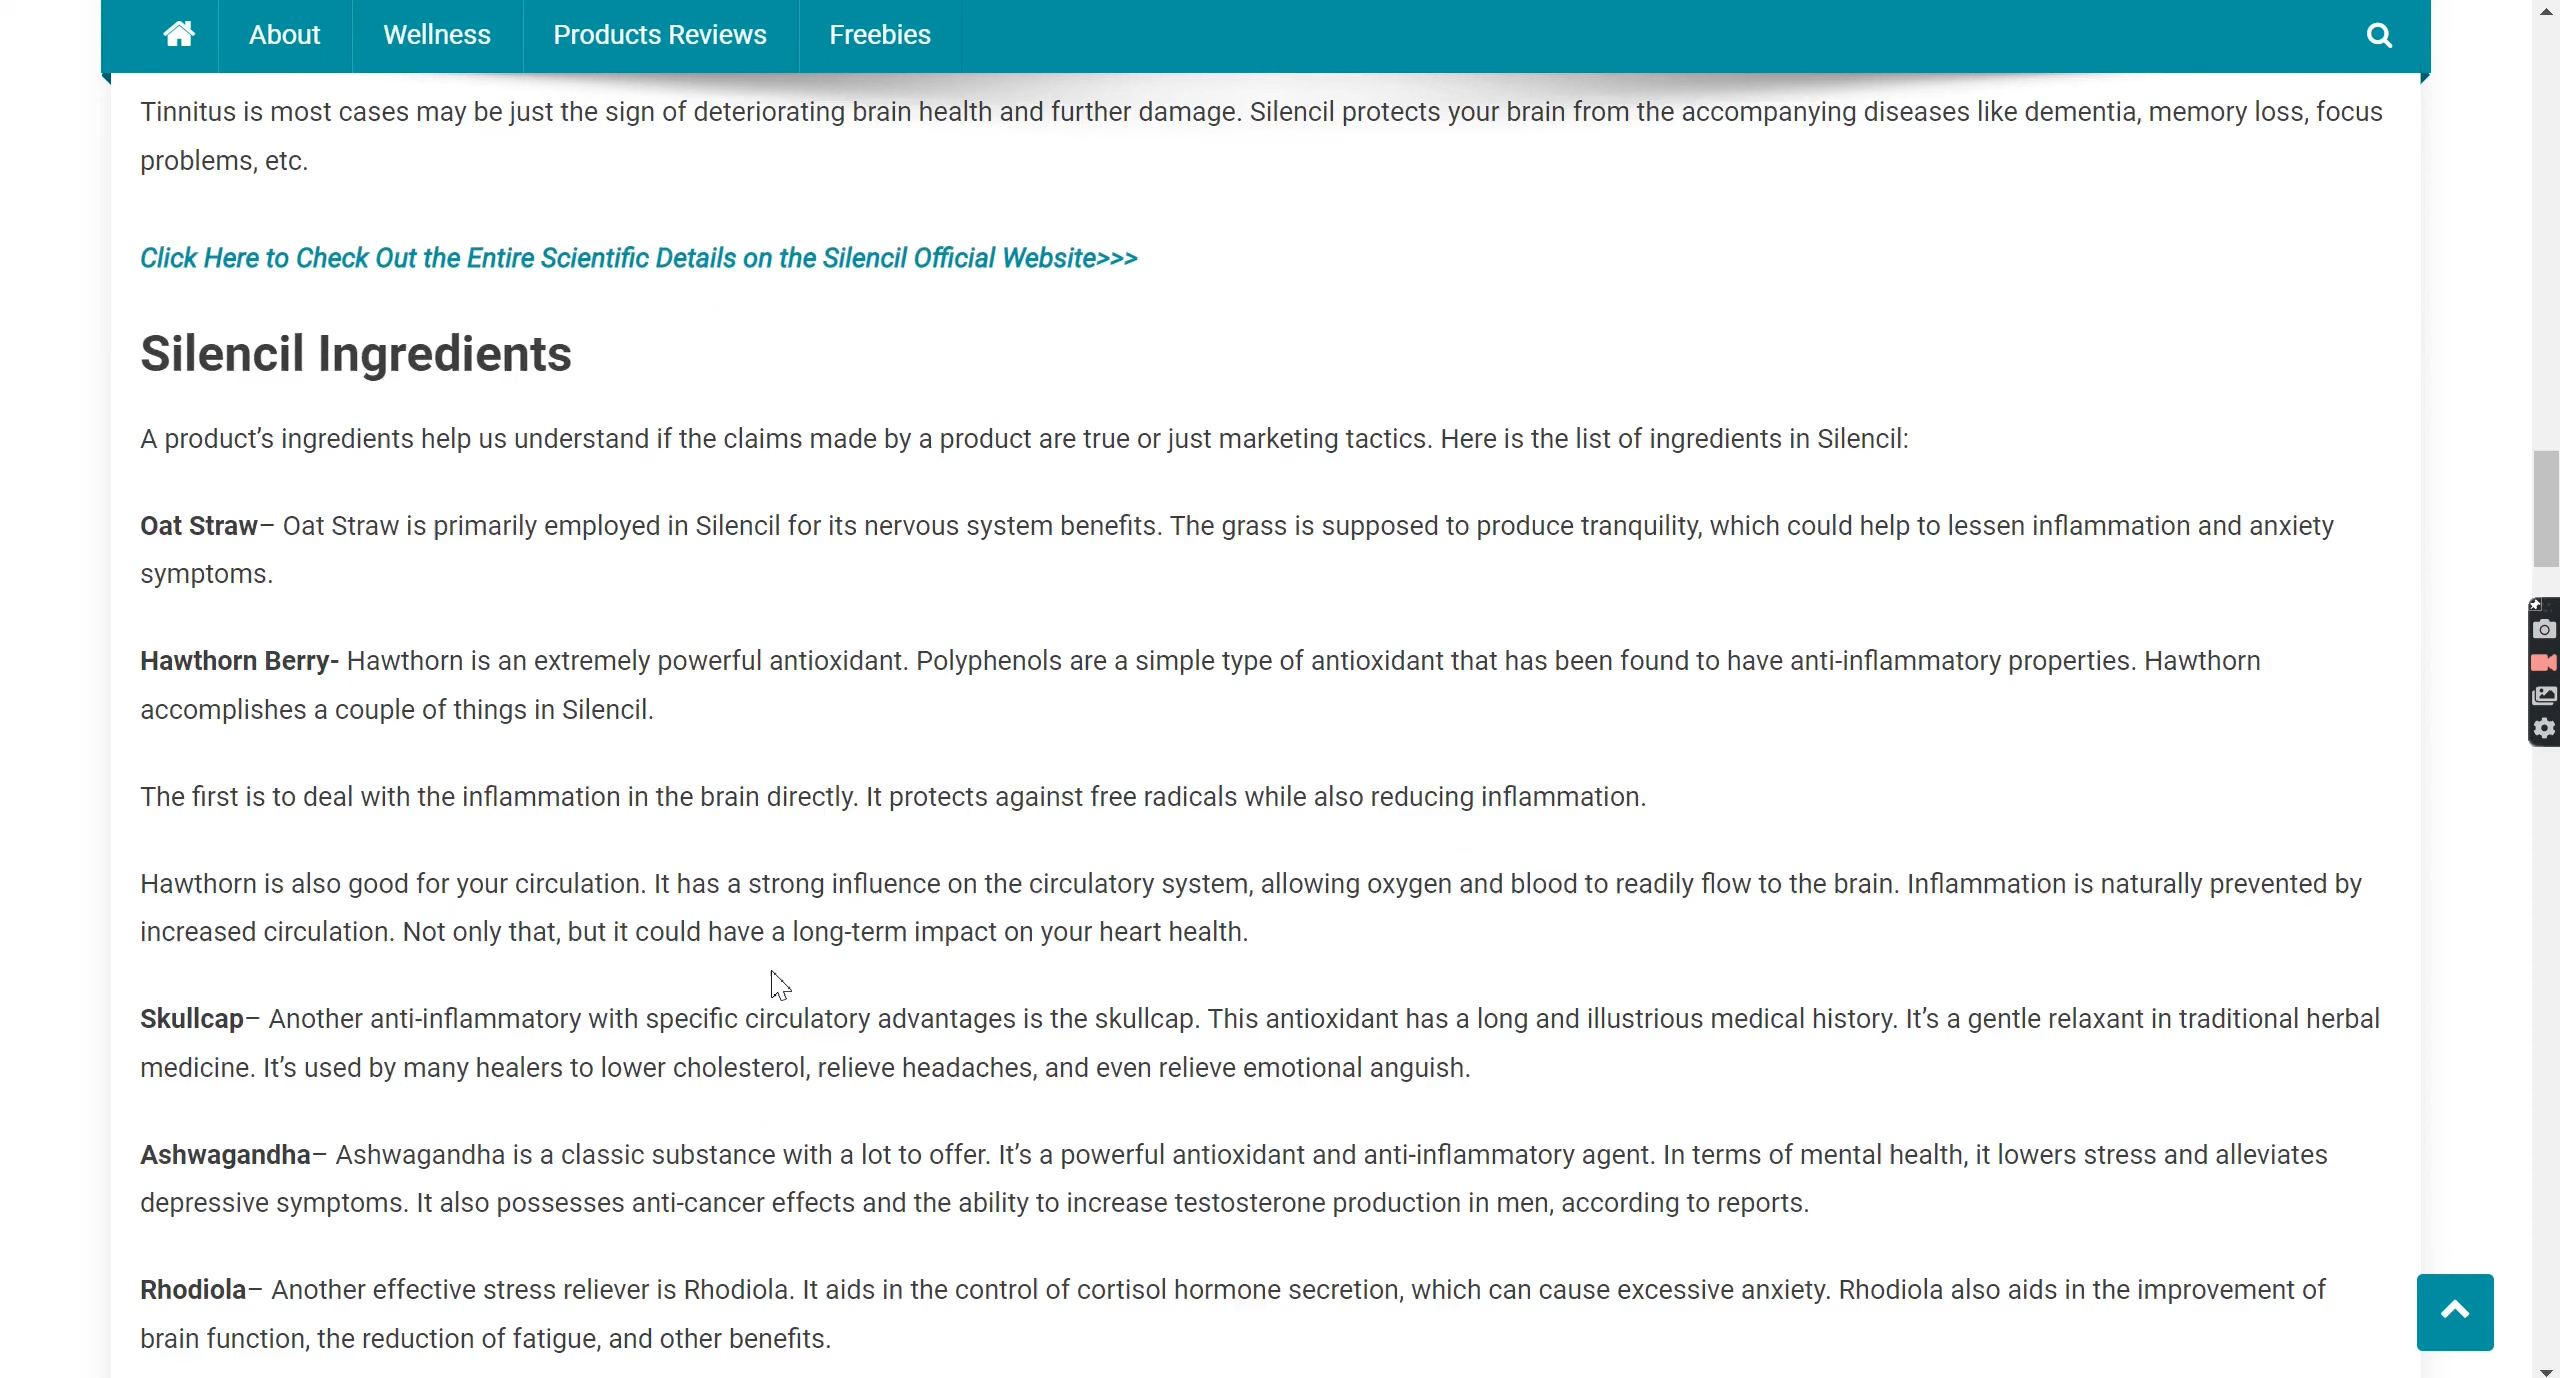 About Wellness Products Reviews Freebies
Tinnitus is most cases may be just the sign of deteriorating brain health and further damage. Silencil protects your brain from the accompanying diseases like dementia, memory loss, focus
problems, etc.
Click Here to Check Out the Entire Scientific Details on the Silencil Official Website>>>
Silencil Ingredients
A product’s ingredients help us understand if the claims made by a product are true or just marketing tactics. Here is the list of ingredients in Silencil:
Oat Straw– Oat Straw is primarily employed in Silencil for its nervous system benefits. The grass is supposed to produce tranquility, which could help to lessen inflammation and anxiety
symptoms.
Hawthorn Berry- Hawthorn is an extremely powerful antioxidant. Polyphenols are a simple type of antioxidant that has been found to have anti-inflammatory properties. Hawthorn
accomplishes a couple of things in Silencil.
The first is to deal with the inflammation in the brain directly. It protects against free radicals while also reducing inflammation.
Hawthorn is also good for your circulation. It has a strong influence on the circulatory system, allowing oxygen and blood to readily flow to the brain. Inflammation is naturally prevented by
increased circulation. Not only that, but it could have a long-term impact on your heart health.
Skullcap– Another anti-inflammatory with specific circulatory advantages is the skullcap. This antioxidant has a long and illustrious medical history. It’s a gentle relaxant in traditional herbal
medicine. It’s used by many healers to lower cholesterol, relieve headaches, and even relieve emotional anguish.
Ashwagandha– Ashwagandha is a classic substance with a lot to offer. It’s a powerful antioxidant and anti-inflammatory agent. In terms of mental health, it lowers stress and alleviates
depressive symptoms. It also possesses anti-cancer effects and the ability to increase testosterone production in men, according to reports.
Rhodiola– Another effective stress reliever is Rhodiola. It aids in the control of cortisol hormone secretion, which can cause excessive anxiety. Rhodiola also aids in the improvement of
brain function, the reduction of fatigue, and other benefits.